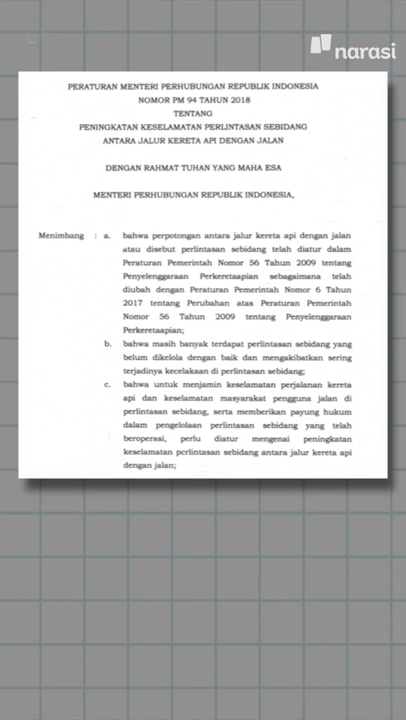 narasi
PERATURAN MENTERI PERHUBUNGAN REPUBLIK INDONESIA
NOMOR PM 94 TAHUN 2018
TENTANG
PENINGKATAN KESELAMATAN PERLINTASAN SEBIDANG
ANTARA JALUR KERETA API DENGAN JALAN
DENGAN RAHMAT TUHAN YANG MAHA ESA
MENTERI PERHUBUNGAN REPUBLIK INDONESIA,
Menimbang : a. bahwa perpotongan antara jalur kereta api dengan jalan
atau disebut perlintasan sebidang telah diatur dalam
Peraturan Pemerintah Nomor 56 Tahun 2009 tentang
Penyelenggaraan Perkeretaapian sebagaimana telah
diubah dengan Peraturan Pemerintah Nomor 6 Tahun
2017 tentang Perubahan atas Peraturan Pemerintah
Nomor 56 Tahun 2009 tentang Penyelenggaraan
Perkeretaapian;
b. bahwa masih banyak terdapat perlintasan sebidang yang
belum dikelola dengan baik dan mengakibatkan sering
terjadinya kecelakaan di perlintasan sebidang;
c. bahwa untuk menjamin keselamatan perjalanan kereta
api dan keselamatan masyarakat pengguna jalan di
perlintasan sebidang, serta memberikan payung hukum
dalam pengelolaan perlintasan sebidang yang telah
beroperasi, perlu diatur mengenai peningkatan
keselamatan perlintasan sebidang antara jalur kereta api
dengan jalan;